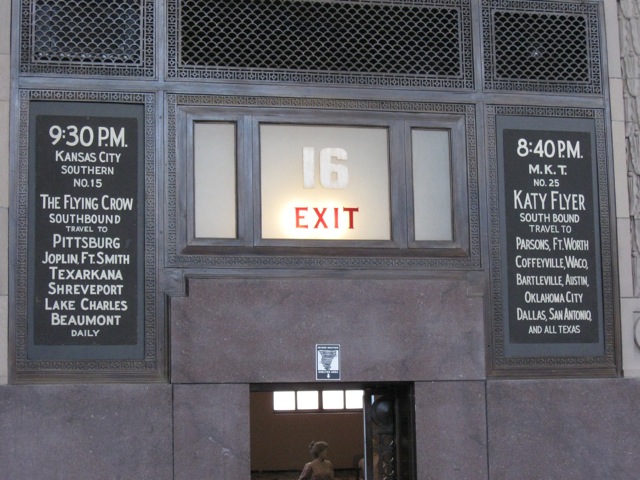 9:30 P.M.
KANSAS CITY
SOUTHERN
NO. 15
THE FLYING CROW
SOUTHBOUND
TRAVEL TO
PITTSBURG
JOPLIN, FT. SMITH
TEXARKANA
SHREVEPORT
LAKE CHARLES
BEAUMONT
DAILY
16
EXIT
8:40 P.M.
M.K.T.
NO. 25
KATY FLYER
SOUTH BOUND
TRAVEL TO
PARSONS, FT. WORTH
COFFEYVILLE, WACO,
BARTLEVILLE, AUSTIN,
OKLAHOMA CITY
DALLAS, SAN ANTONIO,
AND ALL TEXAS